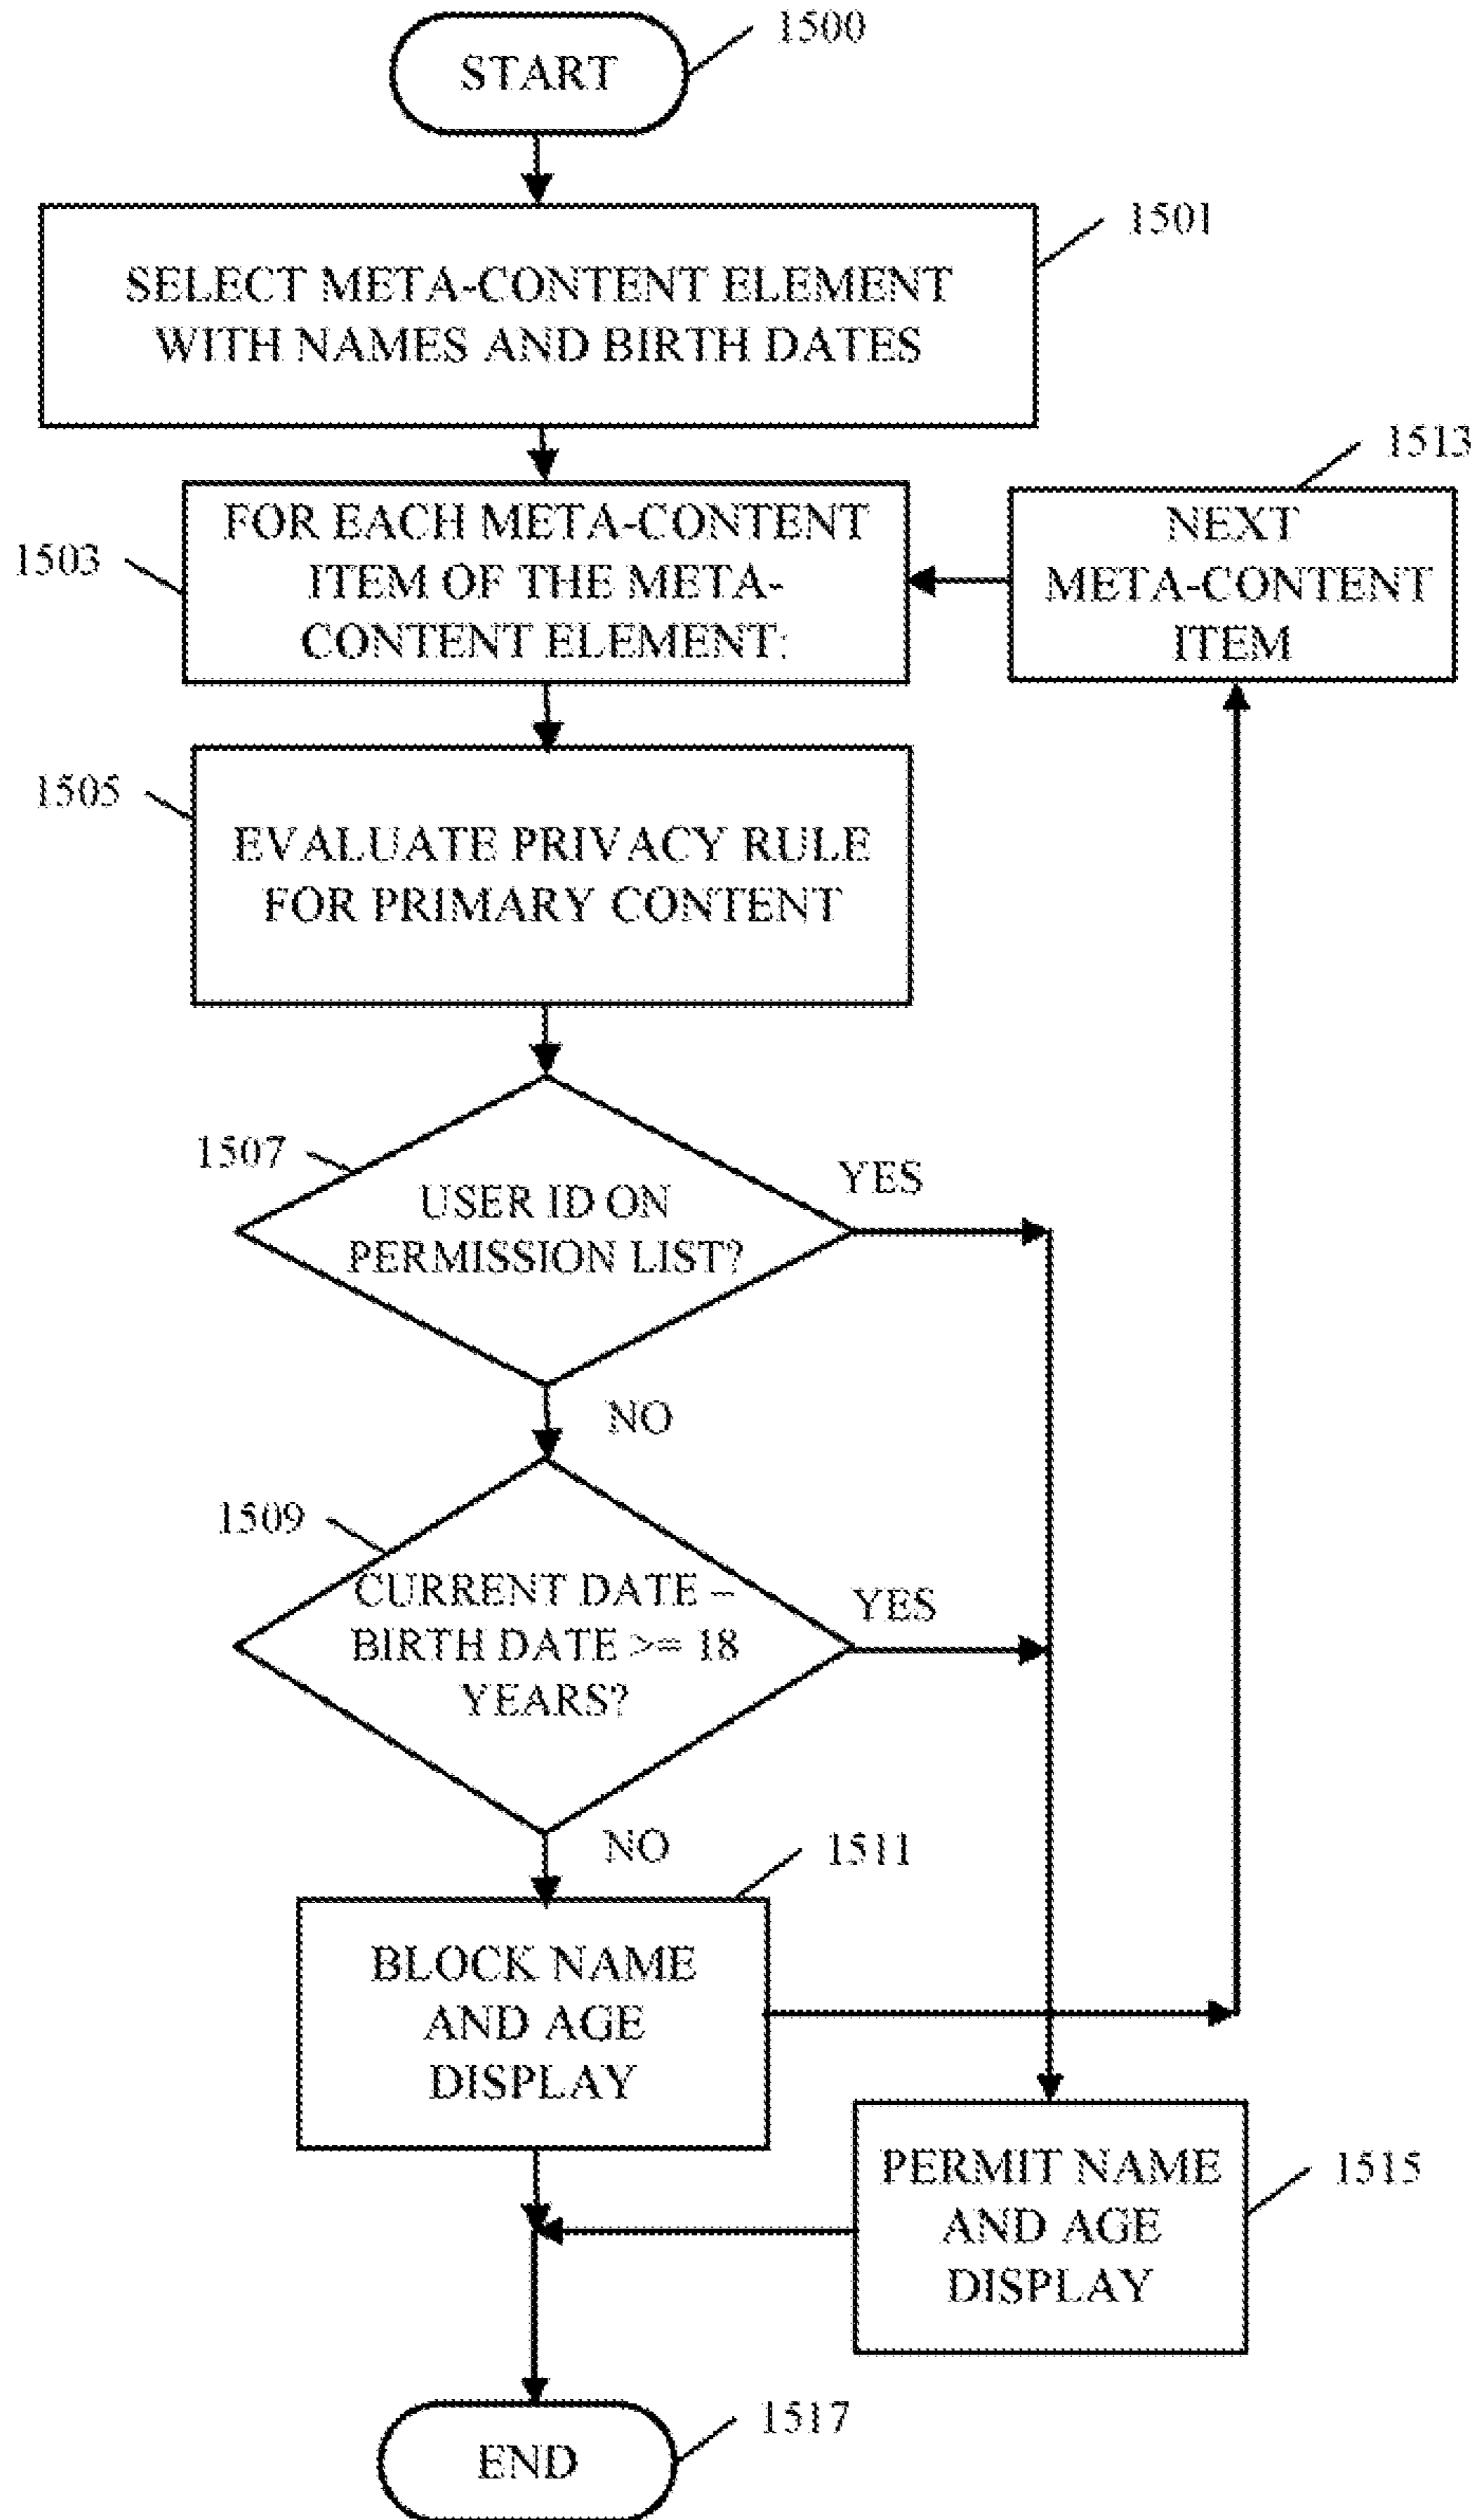 1500
START
1501
SELECT META-CONTENT ELEMENT
WITH NAMES AND BIRTH DATES
1513
1503
FOR EACH META-CONTENT
ITEM OF THE META-
CONTENT ELEMENT:
NEXT
META-CONTENT
ITEM
1505
EVALUATE PRIVACY RULE
FOR PRIMARY CONTENT
1507
USER ID ON
PERMISSION LIST?
YES
NO
1509
CURRENT DATE –
BIRTH DATE >= 18
YEARS?
YES
NO
1511
BLOCK NAME
AND AGE
DISPLAY
PERMIT NAME
AND AGE
DISPLAY
1515
1517
END